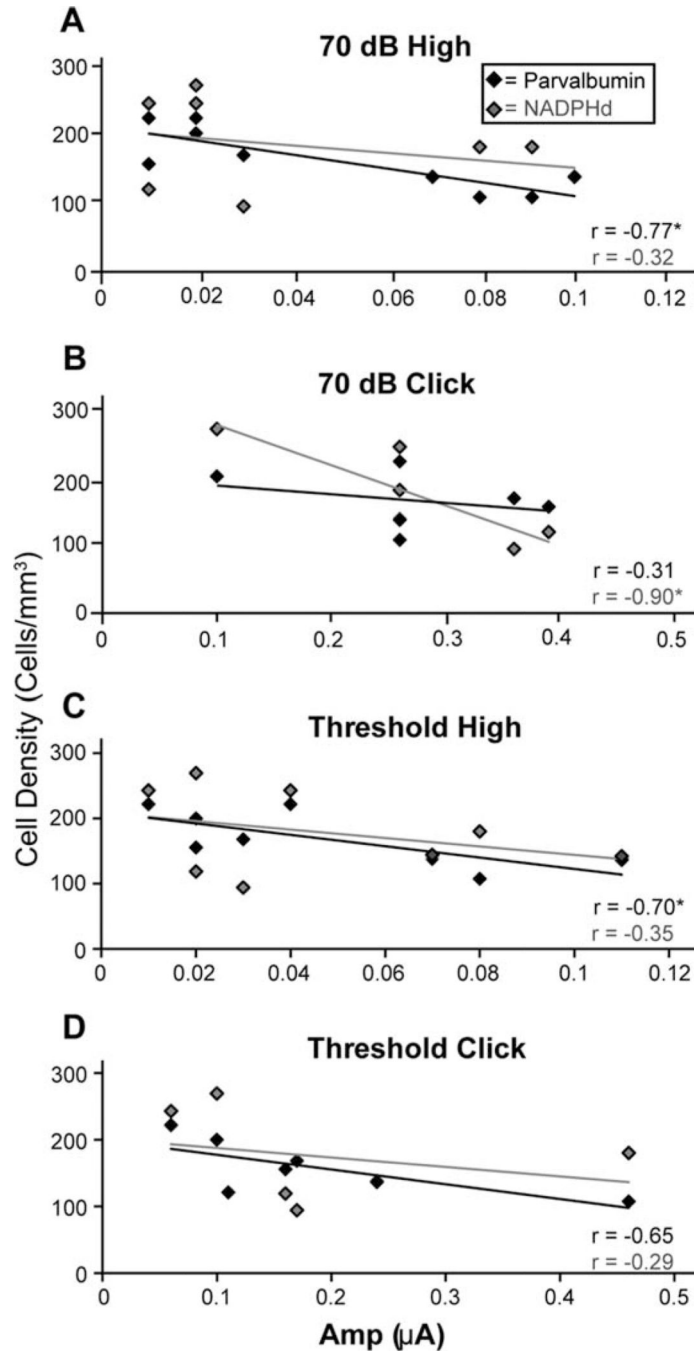 A
70 dB High
= Parvalbumin
= NADPHd
300
200
100
0
r = -0.77*
r = -0.32
0 0.02 0.04 0.06 0.08 0.1 0.12
B
70 dB Click
300
200
100
0
r = -0.31
r = -0.90*
0.1 0.2 0.3 0.4 0.5
Cell Density (Cells/mm³)
C
Threshold High
300
200
100
0
r = -0.70*
r = -0.35
0 0.02 0.04 0.06 0.08 0.1 0.12
D
Threshold Click
300
200
100
0
r = -0.65
r = -0.29
0.1 0.2 0.3 0.4 0.5
Amp (µA)